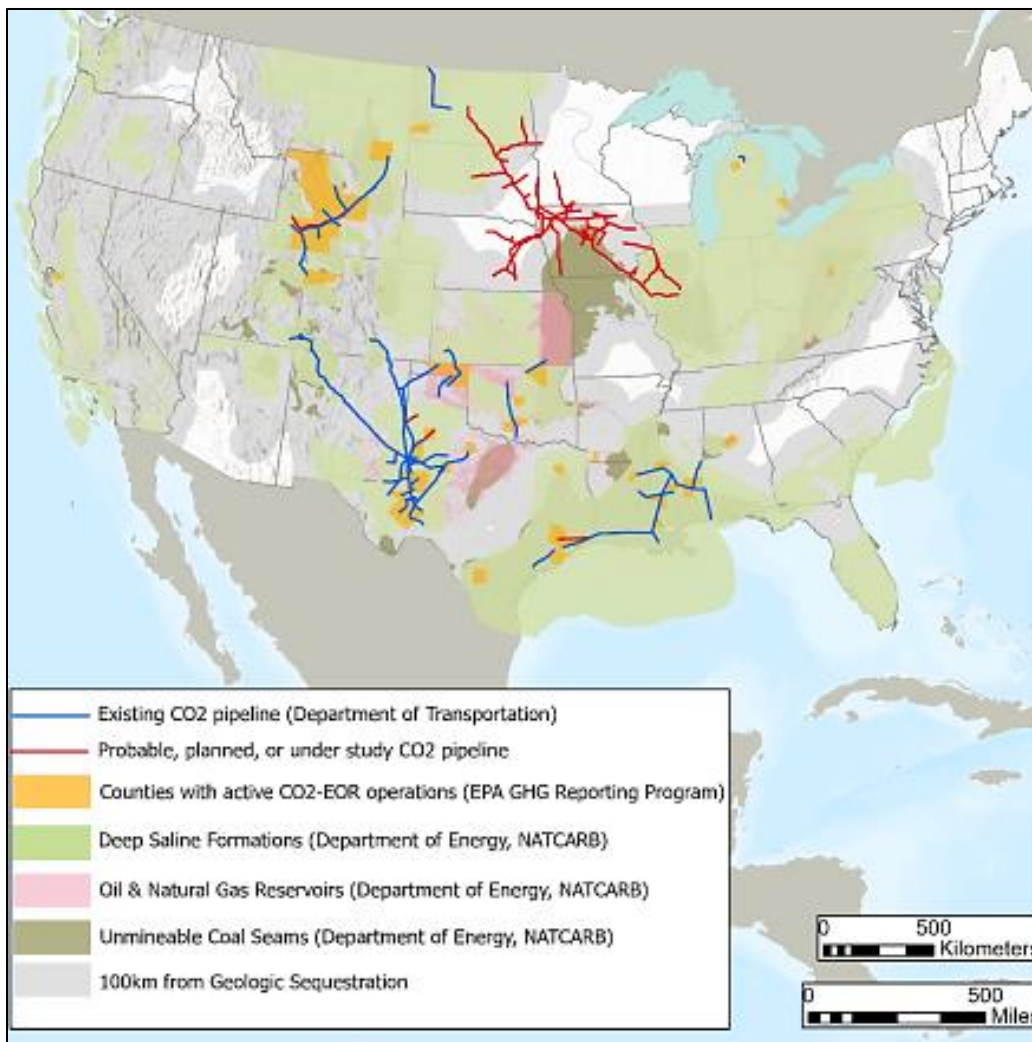 Existing CO2 pipeline (Department of Transportation)
Probable, planned, or under study CO2 pipeline
Counties with active CO2-EOR operations (EPA GHG Reporting Program)
Deep Saline Formations (Department of Energy, NATCARB)
Oil & Natural Gas Reservoirs (Department of Energy, NATCARB)
Unmineable Coal Seams (Department of Energy, NATCARB)
100km from Geologic Sequestration
0 500
Kilometers
0 500
Miles